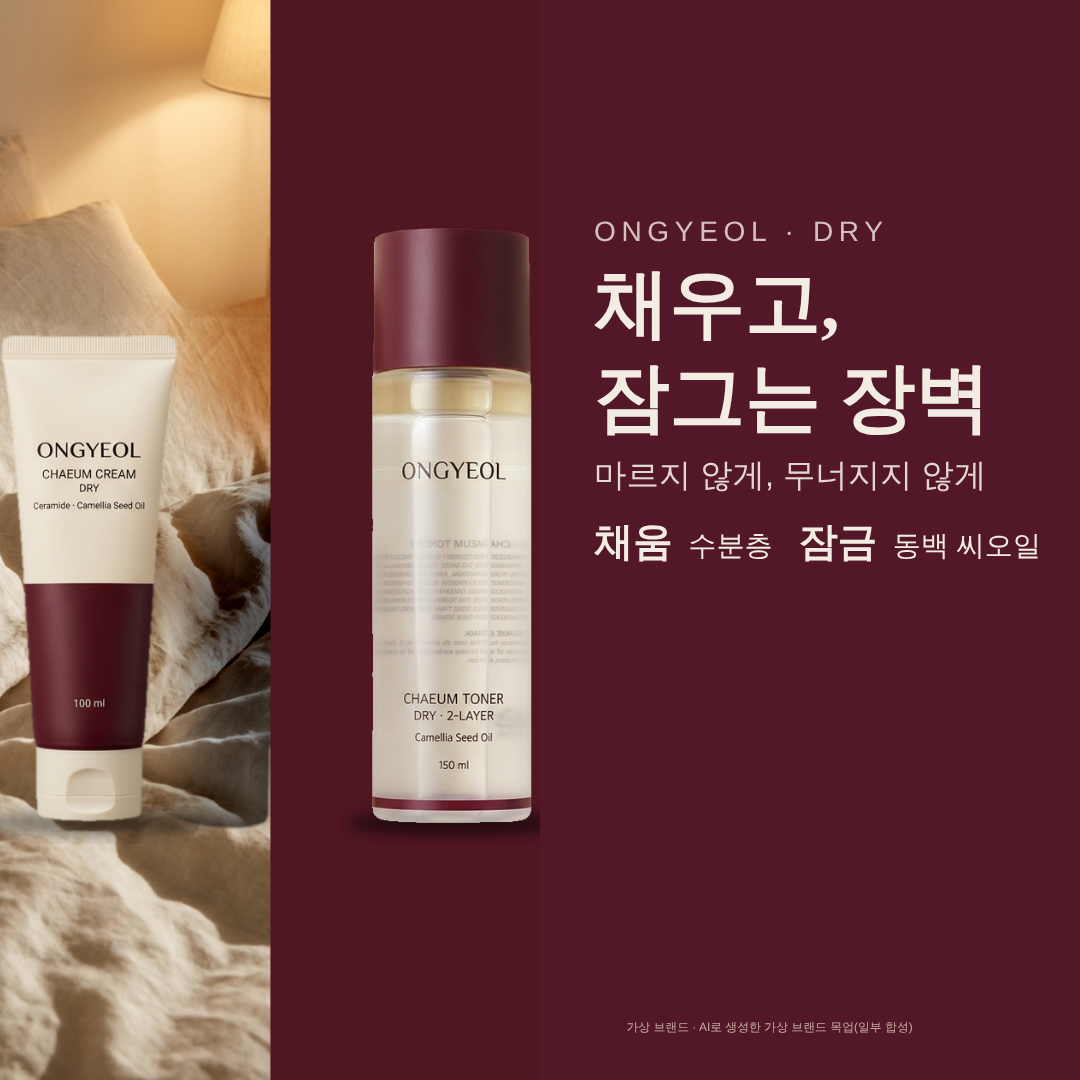 ONGYEOL
CHAEUM CREAM
DRY
Ceramide · Camellia Seed Oil
100 ml
ONGYEOL
CHAEUM TONER
DRY · 2-LAYER
Camellia Seed Oil
150 ml
ONGYEOL · DRY
채우고,
잠그는 장벽
마르지 않게, 무너지지 않게
채움 수분층 잠금 동백 씨오일
가상 브랜드 · AI로 생성한 가상 브랜드 목업(일부 합성)